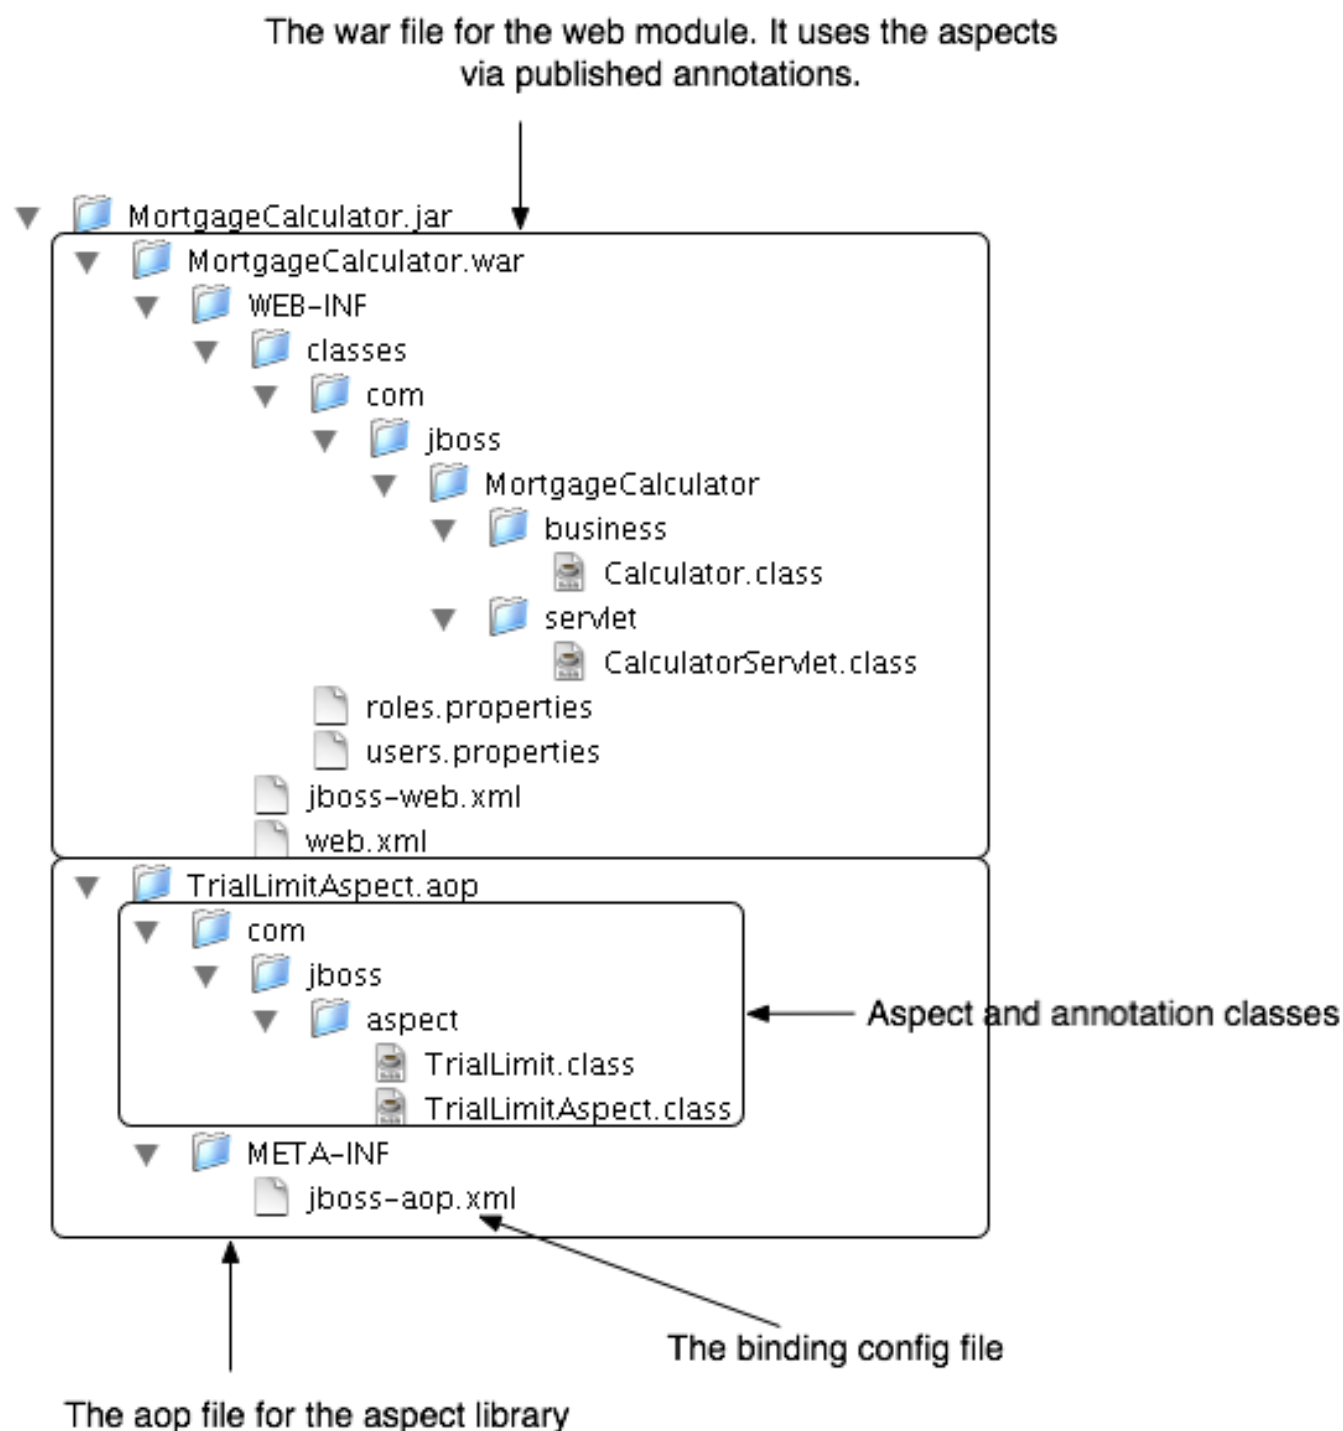 The war file for the web module. It uses the aspects
via published annotations.
MortgageCalculator.jar
MortgageCalculator.war
WEB-INF
classes
com
jboss
MortgageCalculator
business
Calculator.class
servlet
CalculatorServlet.class
roles.properties
users.properties
jboss-web.xml
web.xml
TrialLimitAspect.aop
com
jboss
aspect
Aspect and annotation classes
TrialLimit.class
TrialLimitAspect.class
META-INF
jboss-aop.xml
The binding config file
The aop file for the aspect library